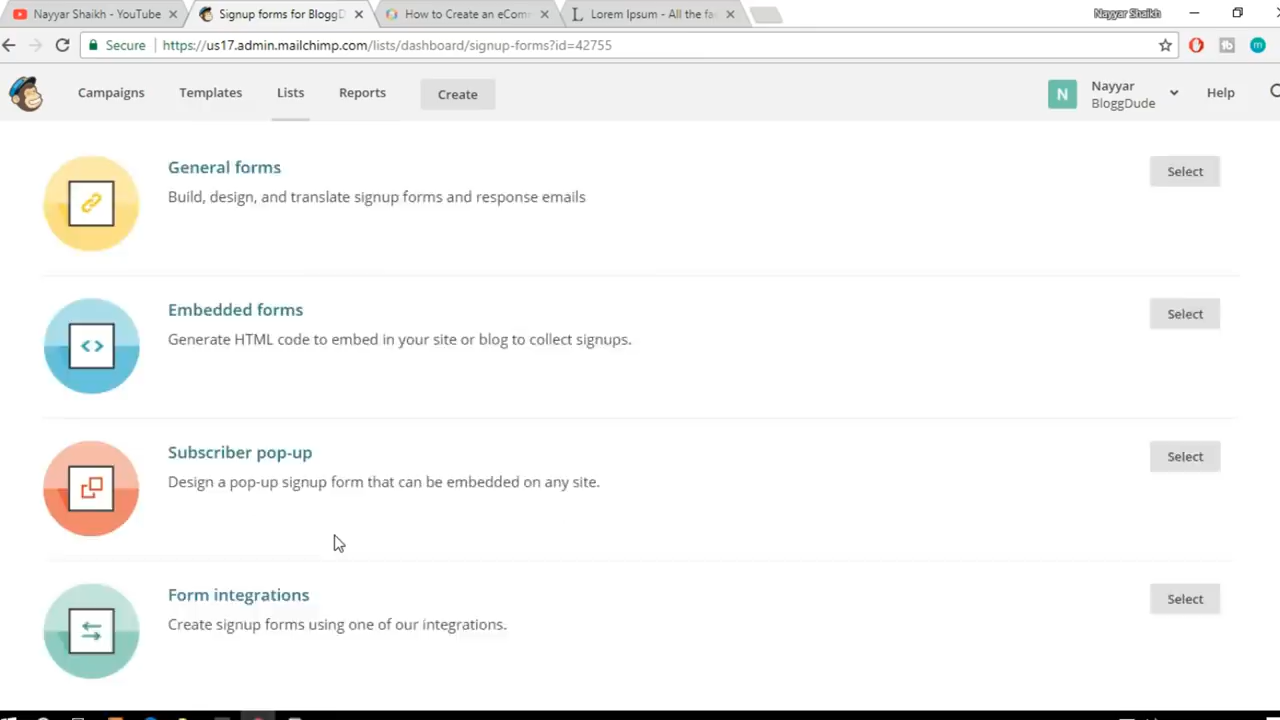 Nayyar Shaikh - YouTube
Signup forms for BloggD
How to Create an eComm
Lorem Ipsum - All the fa
Nayyar Shaikh
Secure
https://us17.admin.mailchimp.com/lists/dashboard/signup-forms?id=42755
Campaigns
Templates
Lists
Reports
Create
N
Nayyar
BloggDude
Help
General forms
Build, design, and translate signup forms and response emails
Select
Embedded forms
Generate HTML code to embed in your site or blog to collect signups.
Select
Subscriber pop-up
Design a pop-up signup form that can be embedded on any site.
Select
Form integrations
Create signup forms using one of our integrations.
Select